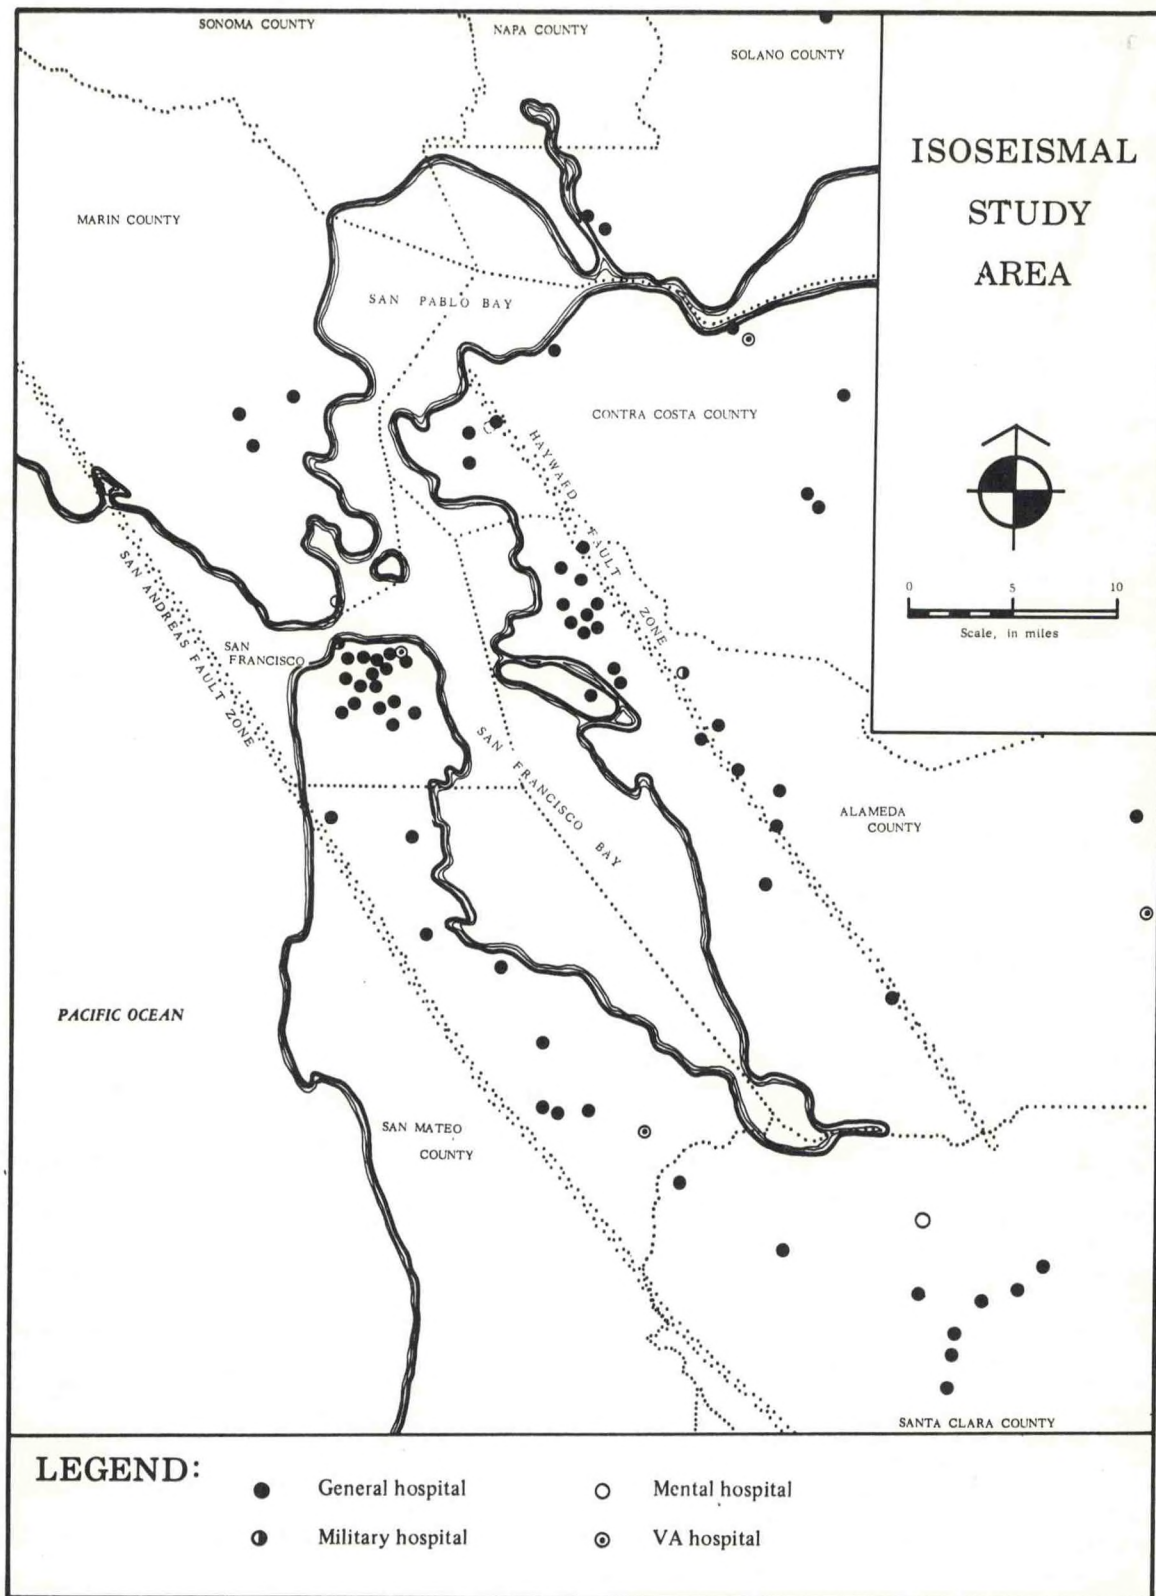 SONOMA COUNTY
NAPA COUNTY
SOLANO COUNTY
ISOSEISMAL
STUDY
AREA
MARIN COUNTY
SAN PABLO BAY
CONTRA COSTA COUNTY
HAYWARD FAULT ZONE
0 5 10
Scale, in miles
SAN ANDREAS FAULT ZONE
SAN
FRANCISCO
SAN FRANCISCO BAY
ALAMEDA
COUNTY
PACIFIC OCEAN
SAN MATEO
COUNTY
SANTA CLARA COUNTY
LEGEND:
General hospital
Mental hospital
Military hospital
VA hospital